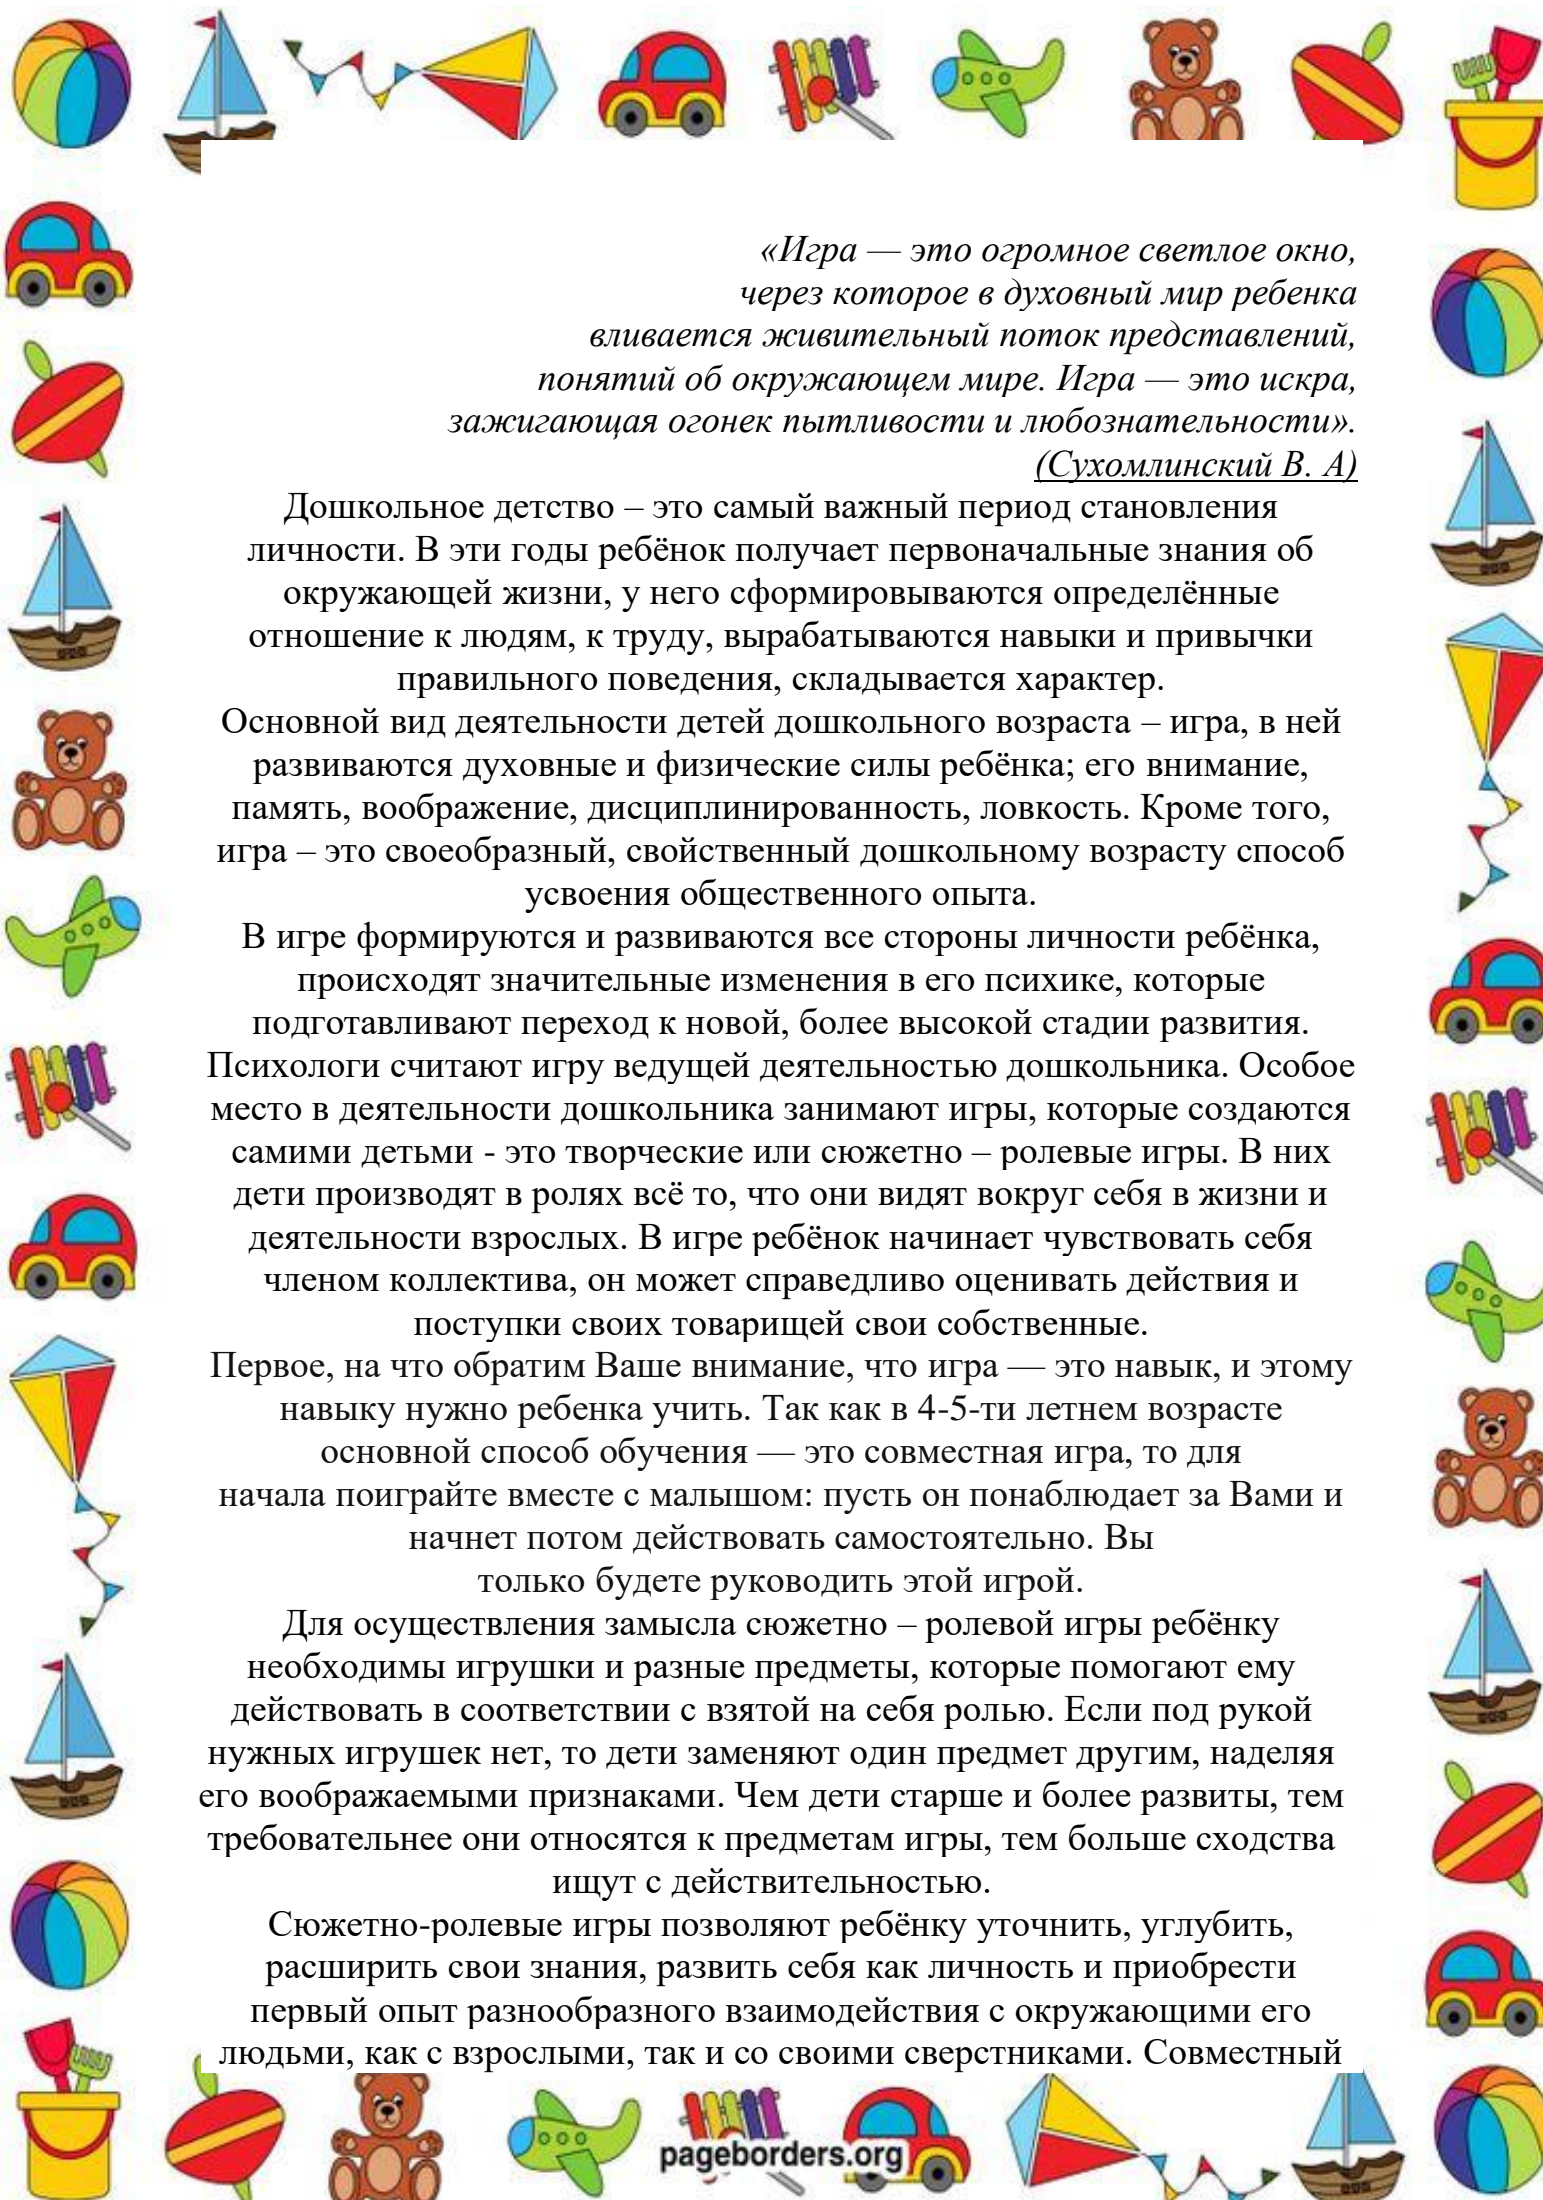 «Игра — это огромное светлое окно,
через которое в духовный мир ребенка
вливается живительный поток представлений,
понятий об окружающем мире. Игра — это искра,
зажигающая огонек пытливости и любознательности».
(Сухомлинский В. А)
Дошкольное детство – это самый важный период становления
личности. В эти годы ребёнок получает первоначальные знания об
окружающей жизни, у него сформировываются определённые
отношение к людям, к труду, вырабатываются навыки и привычки
правильного поведения, складывается характер.
Основной вид деятельности детей дошкольного возраста – игра, в ней
развиваются духовные и физические силы ребёнка; его внимание,
память, воображение, дисциплинированность, ловкость. Кроме того,
игра – это своеобразный, свойственный дошкольному возрасту способ
усвоения общественного опыта.
В игре формируются и развиваются все стороны личности ребёнка,
происходят значительные изменения в его психике, которые
подготавливают переход к новой, более высокой стадии развития.
Психологи считают игру ведущей деятельностью дошкольника. Особое
место в деятельности дошкольника занимают игры, которые создаются
самими детьми - это творческие или сюжетно – ролевые игры. В них
дети производят в ролях всё то, что они видят вокруг себя в жизни и
деятельности взрослых. В игре ребёнок начинает чувствовать себя
членом коллектива, он может справедливо оценивать действия и
поступки своих товарищей свои собственные.
Первое, на что обратим Ваше внимание, что игра — это навык, и этому
навыку нужно ребенка учить. Так как в 4-5-ти летнем возрасте
основной способ обучения — это совместная игра, то для
начала поиграйте вместе с малышом: пусть он понаблюдает за Вами и
начнет потом действовать самостоятельно. Вы
только будете руководить этой игрой.
Для осуществления замысла сюжетно – ролевой игры ребёнку
необходимы игрушки и разные предметы, которые помогают ему
действовать в соответствии с взятой на себя ролью. Если под рукой
нужных игрушек нет, то дети заменяют один предмет другим, наделяя
его воображаемыми признаками. Чем дети старше и более развиты, тем
требовательнее они относятся к предметам игры, тем больше сходства
ищут с действительностью.
Сюжетно-ролевые игры позволяют ребёнку уточнить, углубить,
расширить свои знания, развить себя как личность и приобрести
первый опыт разнообразного взаимодействия с окружающими его
людьми, как с взрослыми, так и со своими сверстниками. Совместный
pageborders.org